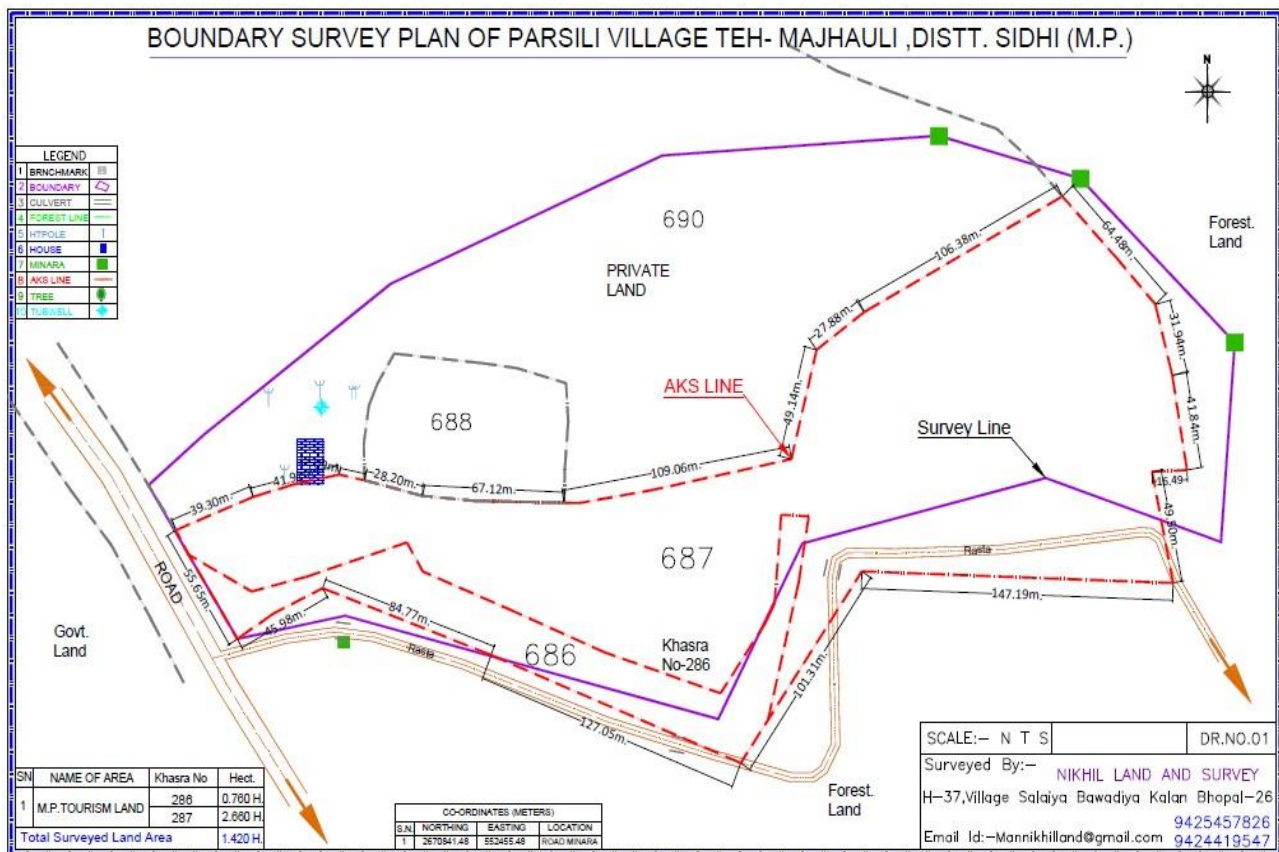 BOUNDARY SURVEY PLAN OF PARSILI VILLAGE TEH- MAJHAULI ,DISTT. SIDHI (M.P.)
N
LEGEND
1 BRNCHMARK
2 BOUNDARY
3 CULVERT
4 FOREST LINE
5 HTPOLE
6 HOUSE
7 MINARA
8 AKS LINE
9 TREE
10 TUBWELL
690
PRIVATE
LAND
Forest.
Land
106.38m.
64.48m.
27.88m.
31.94m.
AKS LINE
49.14m.
41.84m.
688
Survey Line
109.06m.
28.20m.
67.12m.
39.30m.
16.49
49.50m.
687
Rasta
ROAD
55.65m.
147.19m.
84.77m.
45.98m.
Govt.
Land
Rasta
686
Khasra
No-286
101.31m.
127.05m.
Forest.
Land
SN NAME OF AREA Khasra No Hect.
1 M.P.TOURISM LAND 286 0.760 H.
287 2.660 H.
Total Surveyed Land Area 1.420 H.
CO-ORDINATES (METERS)
S.N. NORTHING EASTING LOCATION
1 2670841.48 552455.48 ROAD MINARA
SCALE:- N T S DR.NO.01
Surveyed By:- NIKHIL LAND AND SURVEY
H-37,Village Salaiya Bawadiya Kalan Bhopal-26
9425457826
Email Id:-Mannikhilland@gmail.com 9424419547